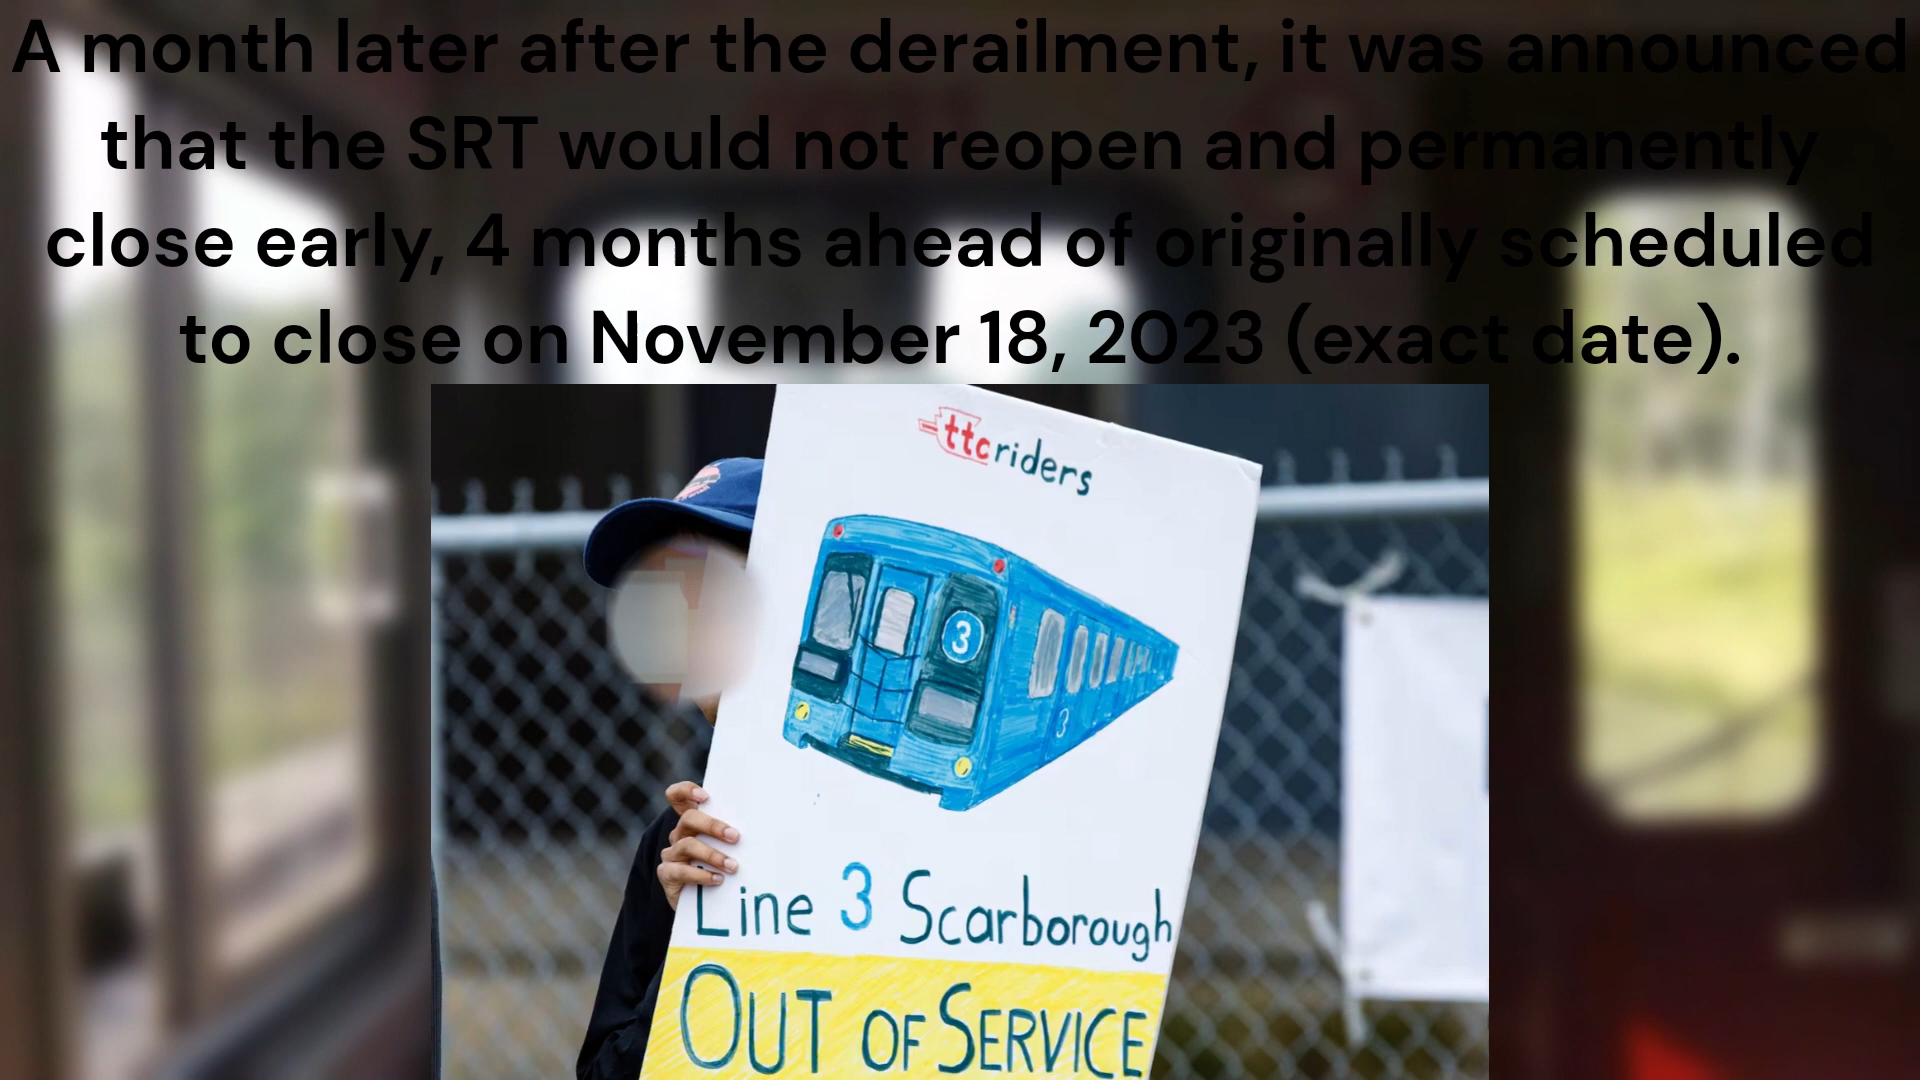 A month later after the derailment, it was announced
that the SRT would not reopen and permanently
close early, 4 months ahead of originally scheduled
to close on November 18, 2023 (exact date).
ttcriders
3
3
Line 3 Scarborough
OUT OF SERVICE